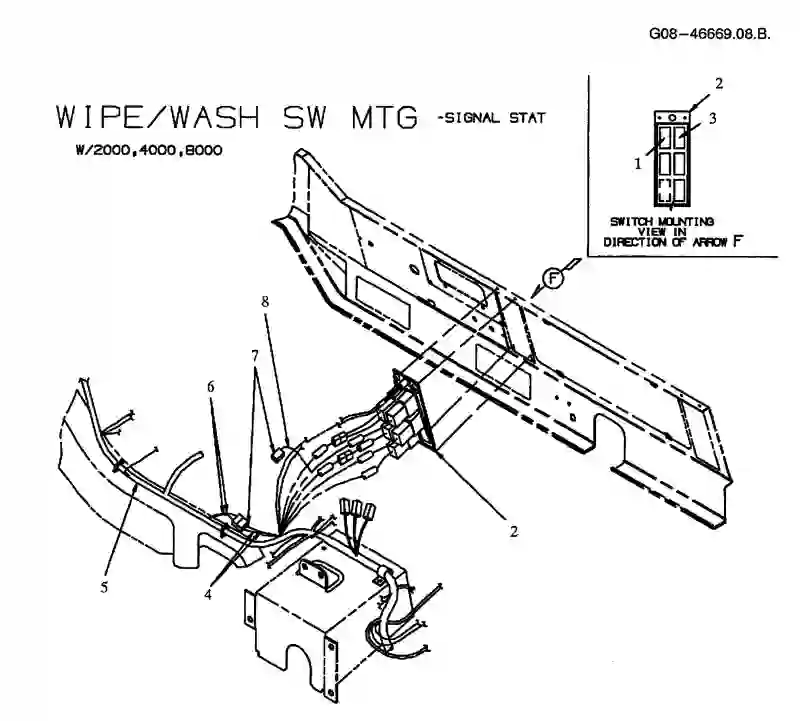 G08-46669.08.B.
WIPE/WASH SW MTG -SIGNAL STAT
W/2000,4000,8000
2
3
1
SWITCH MOUNTING
VIEW IN
DIRECTION OF ARROW F
F
8
7
6
2
5
4